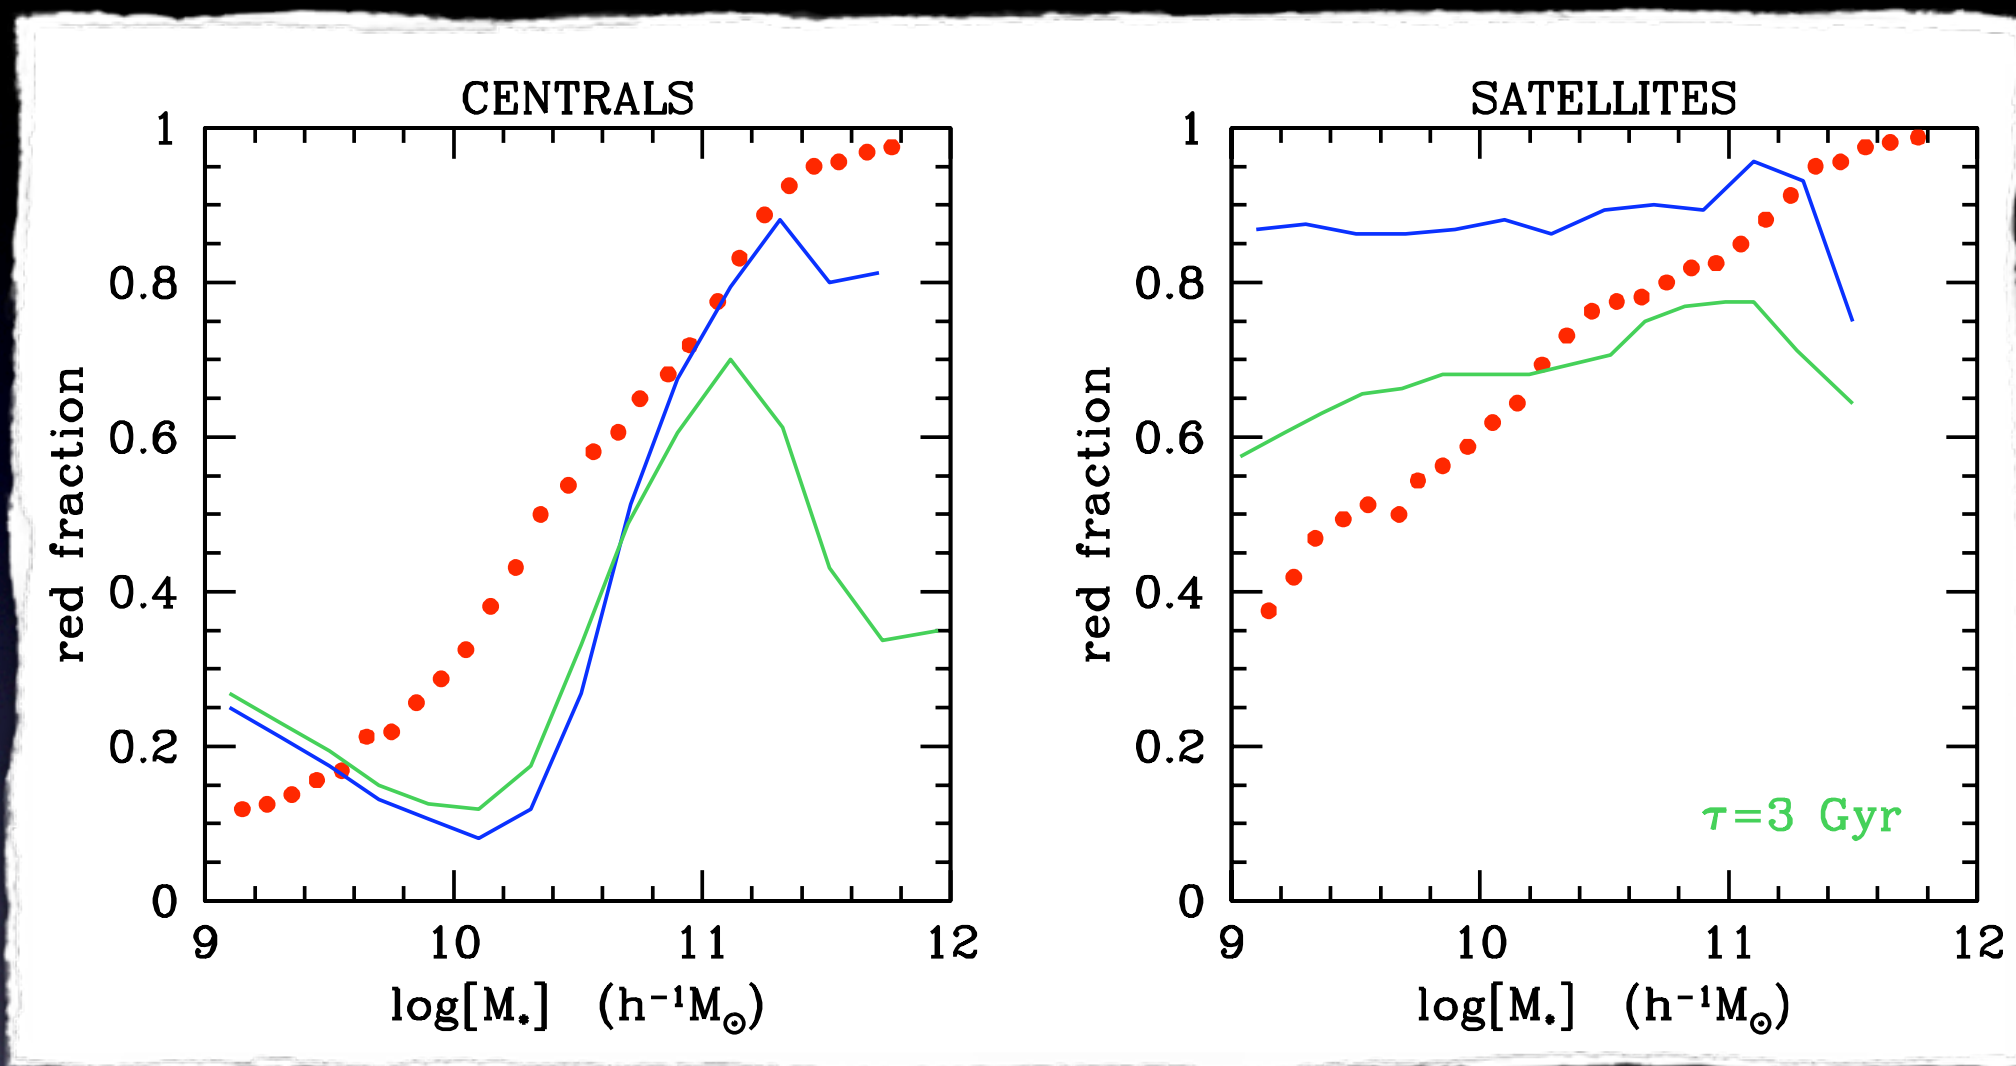 CENTRALS
1
0.8
0.6
0.4
0.2
0
red fraction
9 10 11 12
log[M*] (h⁻¹M⊙)
SATELLITES
1
0.8
0.6
0.4
0.2
0
red fraction
τ=3 Gyr
9 10 11 12
log[M*] (h⁻¹M⊙)